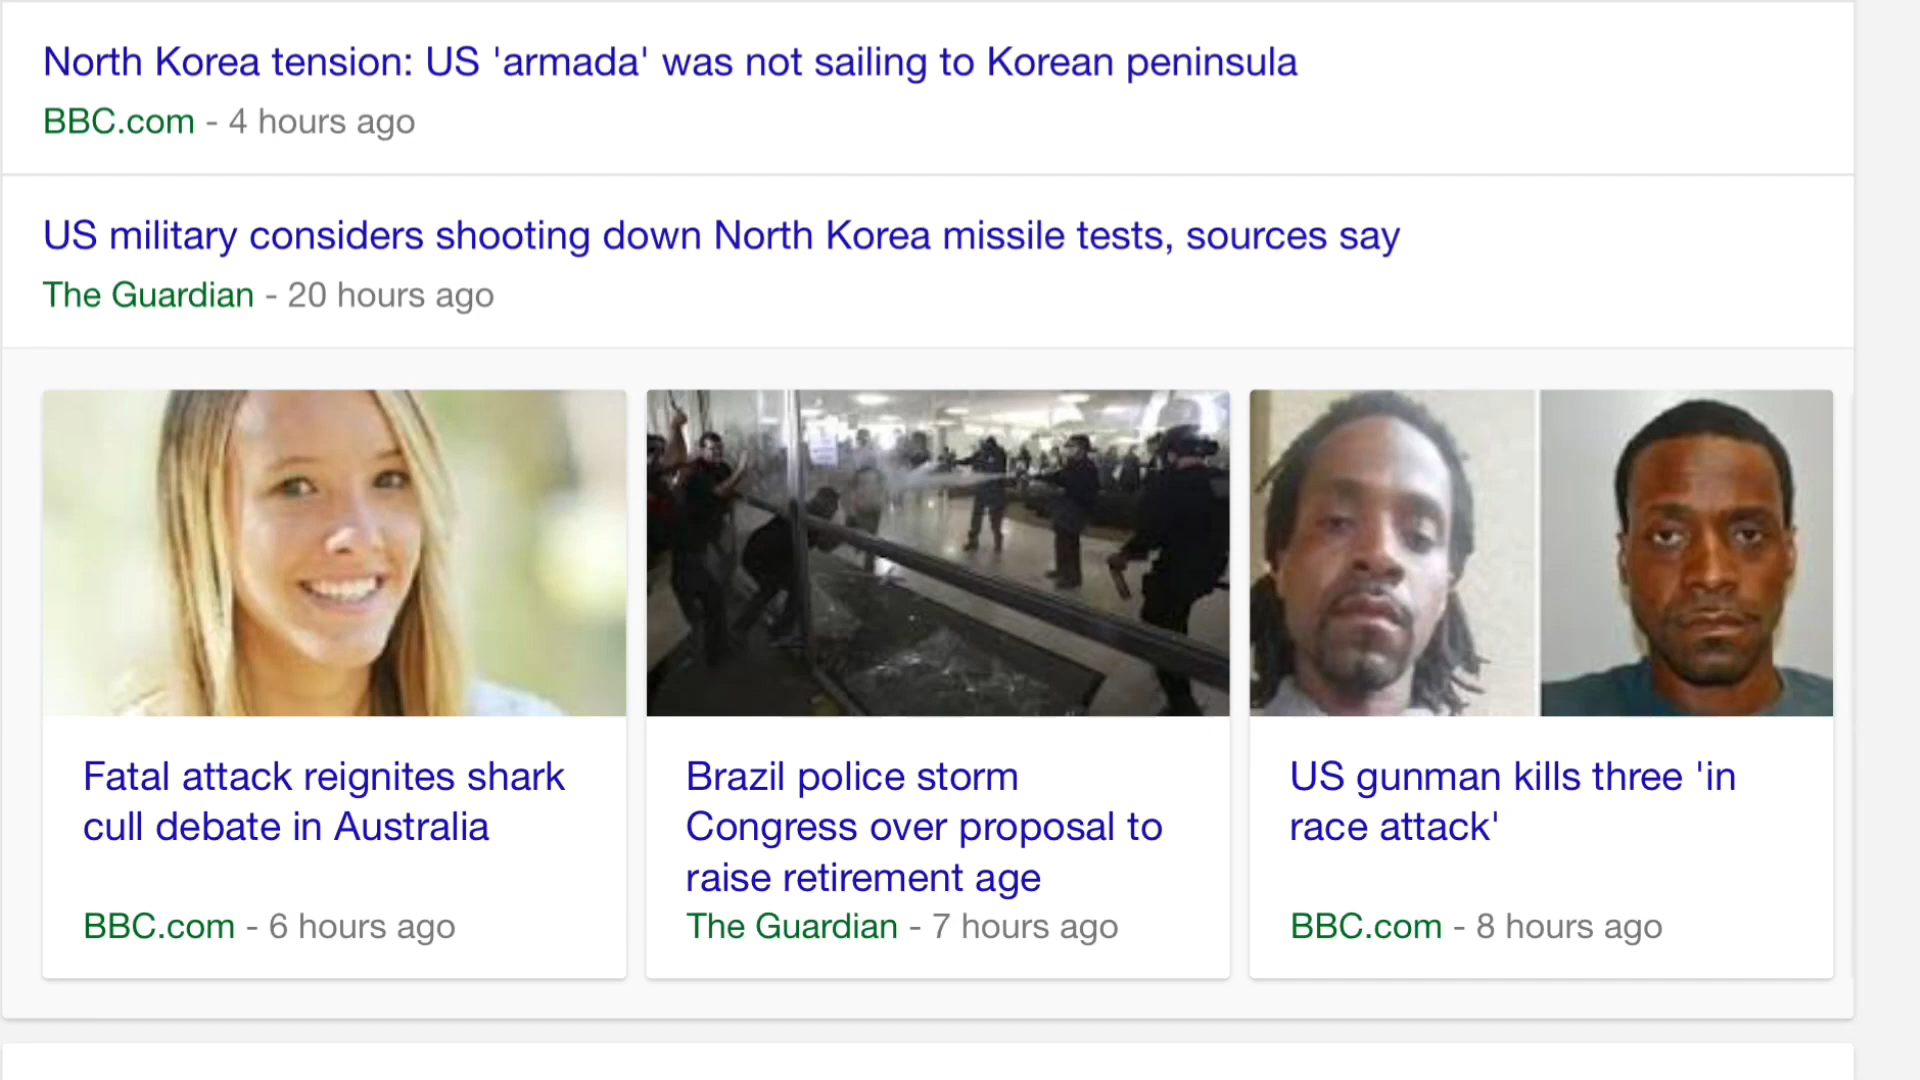 North Korea tension: US 'armada' was not sailing to Korean peninsula
BBC.com - 4 hours ago
US military considers shooting down North Korea missile tests, sources say
The Guardian - 20 hours ago
Fatal attack reignites shark
cull debate in Australia
BBC.com - 6 hours ago
Brazil police storm
Congress over proposal to
raise retirement age
The Guardian - 7 hours ago
US gunman kills three 'in
race attack'
BBC.com - 8 hours ago